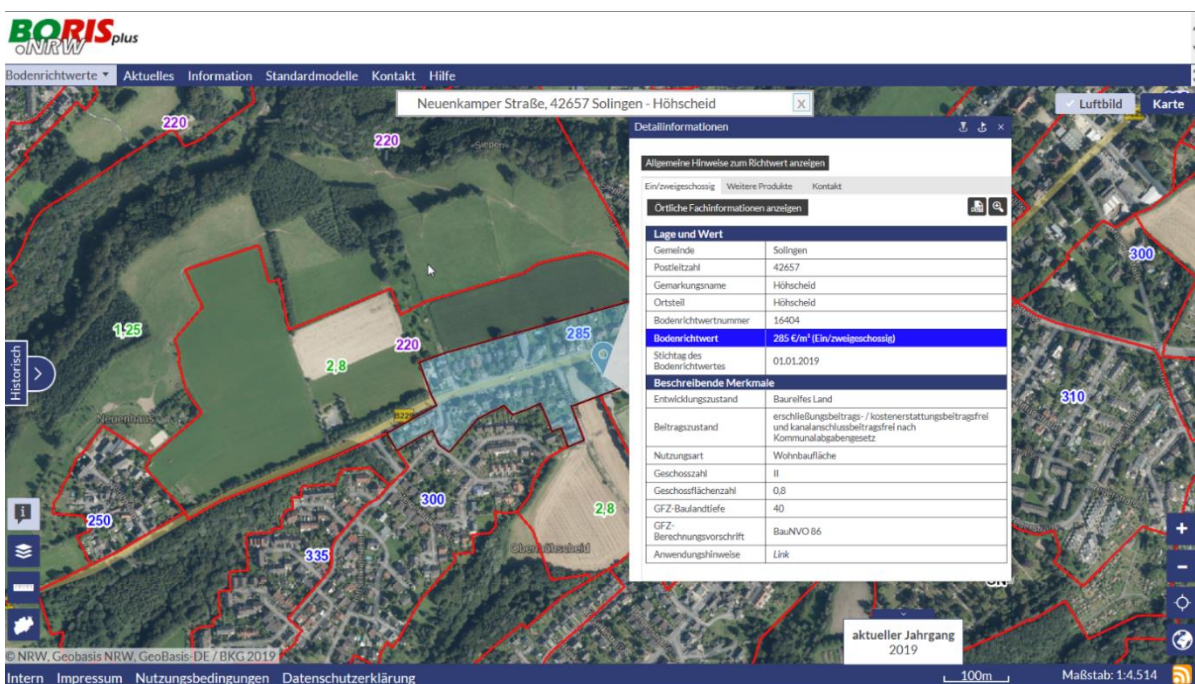 BORIS plus
.NRW
Bodenrichtwerte Aktuelles Information Standardmodelle Kontakt Hilfe
Neuenkamper Straße, 42657 Solingen - Höhscheid X
Luftbild Karte
220
220
Siepen
Detailinformationen
Allgemeine Hinweise zum Richtwert anzeigen
Ein/zweigeschossig Weitere Produkte Kontakt
Örtliche Fachinformationen anzeigen
Lage und Wert
Gemeinde Solingen
Postleitzahl 42657
Gemarkungsname Höhscheid
Ortsteil Höhscheid
Bodenrichtwertnummer 16404
Bodenrichtwert 285 €/m² (Ein/zweigeschossig)
Stichtag des
Bodenrichtwertes 01.01.2019
Beschreibende Merkmale
Entwicklungszustand Baureifes Land
Beitragszustand erschließungsbeitrags- / kostenerstattungsbeitragsfrei
und kanalanschlussbeitragsfrei nach
Kommunalabgabengesetz
Nutzungsart Wohnbaufläche
Geschosszahl II
Geschossflächenzahl 0,8
GFZ-Baulandtiefe 40
GFZ-
Berechnungsvorschrift BauNVO 86
Anwendungshinweise Link
300
1,25
285
220
2,8
Historisch
310
Neuenhaus
B229
300
2,8
250
335
Oberhöhscheid
aktueller Jahrgang
2019
© NRW, Geobasis NRW, GeoBasis-DE / BKG 2019
Intern Impressum Nutzungsbedingungen Datenschutzerklärung
100m
Maßstab: 1:4.514